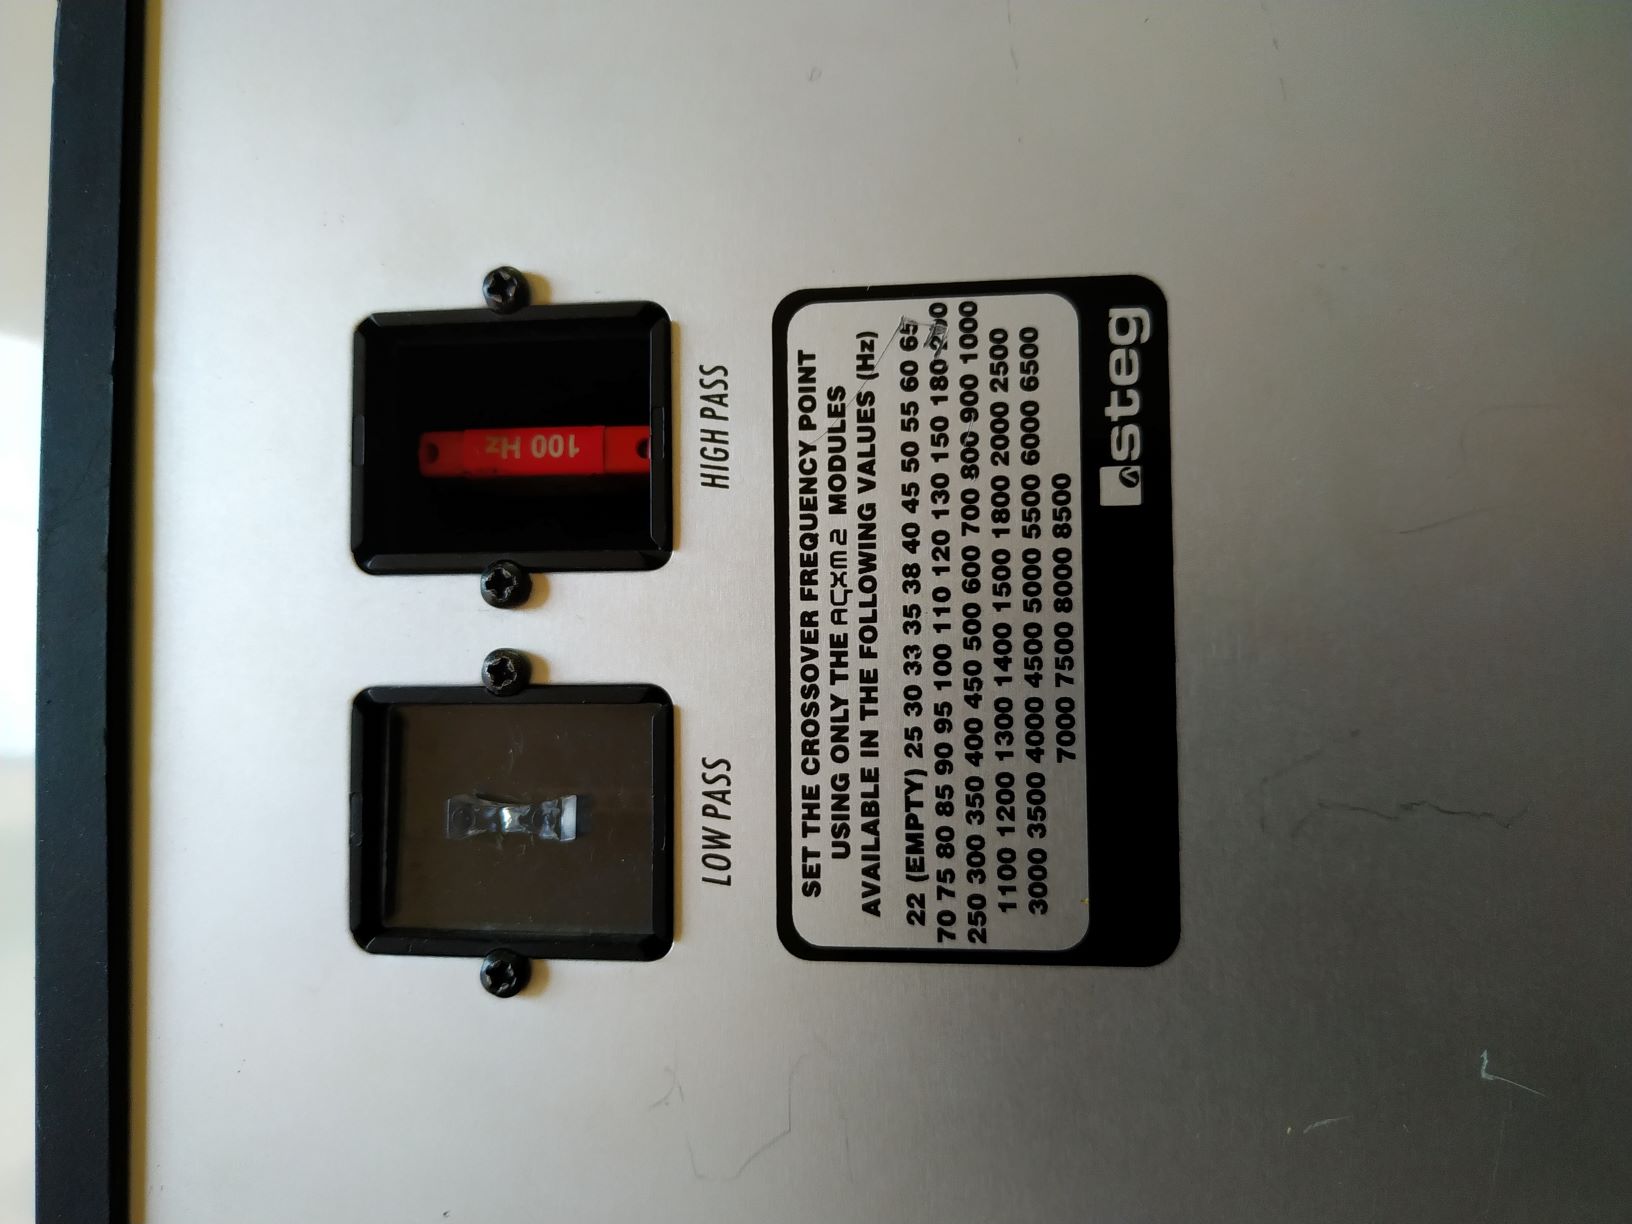 100 Hz
LOW PASS
HIGH PASS
SET THE CROSSOVER FREQUENCY POINT
USING ONLY THE ACXM2 MODULES
AVAILABLE IN THE FOLLOWING VALUES (Hz)
22 (EMPTY) 25 30 33 35 38 40 45 50 55 60 65
70 75 80 85 90 95 100 110 120 130 150 180 200
250 300 350 400 450 500 600 700 800 900 1000
1100 1200 1300 1400 1500 1800 2000 2500
3000 3500 4000 4500 5000 5500 6000 6500
7000 7500 8000 8500
steg